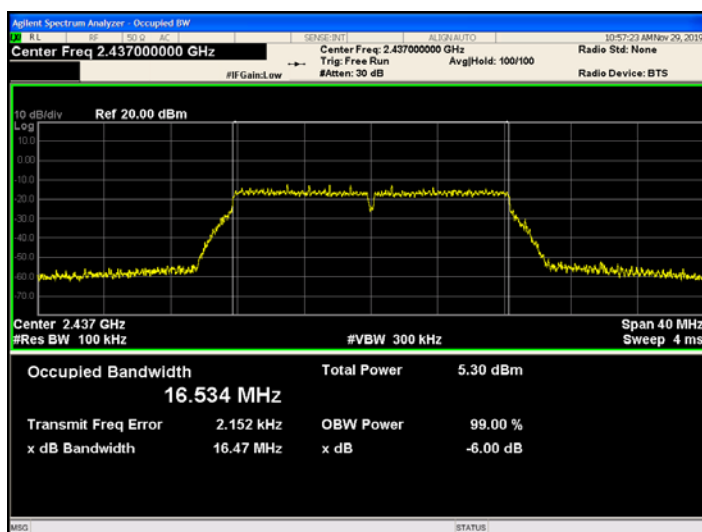 Agilent Spectrum Analyzer - Occupied BW
LXI RL RF 50 Ω AC SENSE:INT ALIGN AUTO 10:57:23 AM Nov 29, 2019
Center Freq 2.437000000 GHz Center Freq: 2.437000000 GHz Radio Std: None
Trig: Free Run Avg|Hold: 100/100
#IFGain:Low #Atten: 30 dB Radio Device: BTS
10 dB/div Ref 20.00 dBm
Log
10.0
0.00
-10.0
-20.0
-30.0
-40.0
-50.0
-60.0
-70.0
Center 2.437 GHz Span 40 MHz
#Res BW 100 kHz #VBW 300 kHz Sweep 4 ms
Occupied Bandwidth Total Power 5.30 dBm
16.534 MHz
Transmit Freq Error 2.152 kHz OBW Power 99.00 %
x dB Bandwidth 16.47 MHz x dB -6.00 dB
MSG STATUS